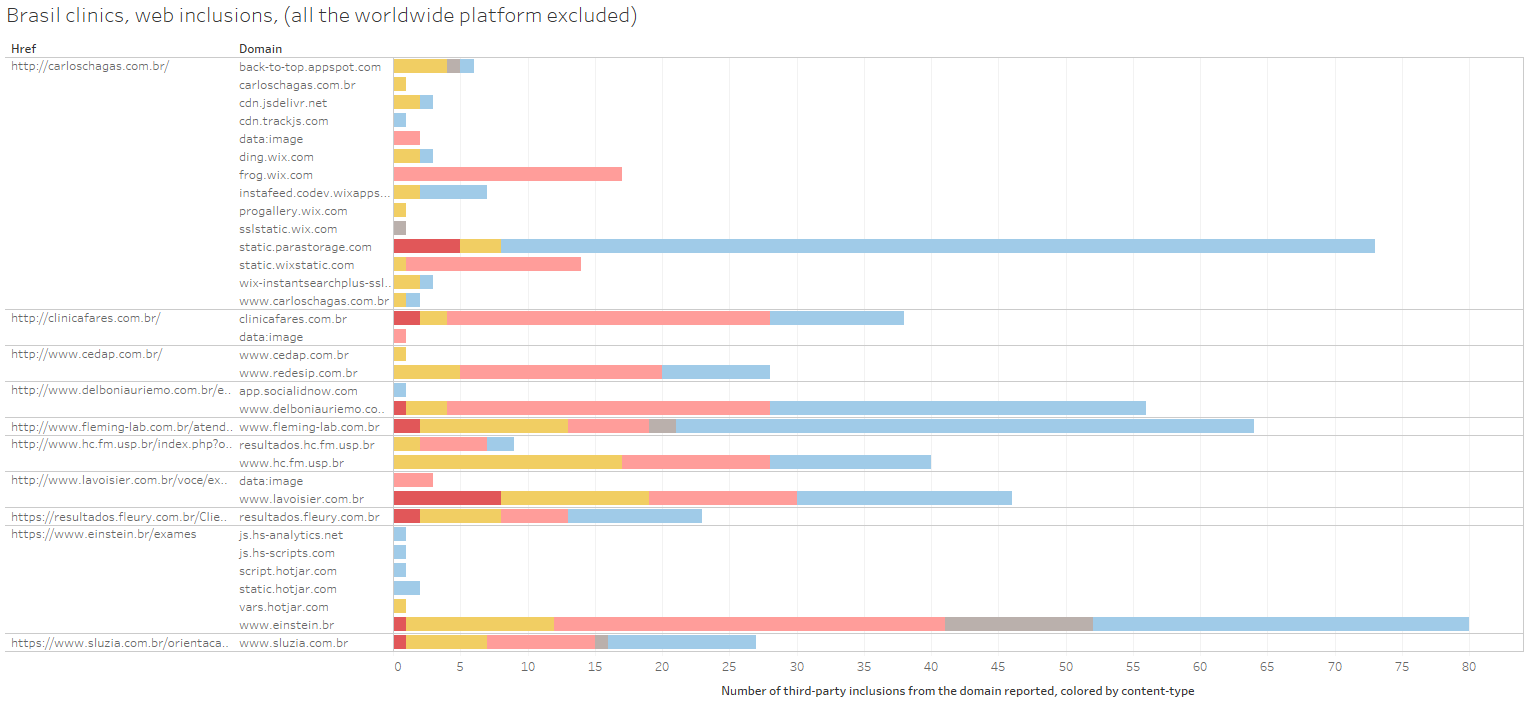 Brasil clinics, web inclusions, (all the worldwide platform excluded)
Href Domain
http://carloschagas.com.br/ back-to-top.appspot.com
carloschagas.com.br
cdn.jsdelivr.net
cdn.trackjs.com
data:image
ding.wix.com
frog.wix.com
instafeed.codev.wixapps...
progallery.wix.com
sslstatic.wix.com
static.parastorage.com
static.wixstatic.com
wix-instantsearchplus-ssl..
www.carloschagas.com.br
http://clinicafares.com.br/ clinicafares.com.br
data:image
http://www.cedap.com.br/ www.cedap.com.br
www.redesip.com.br
http://www.delboniauriemo.com.br/e.. app.socialidnow.com
www.delboniauriemo.co..
http://www.fleming-lab.com.br/atend.. www.fleming-lab.com.br
http://www.hc.fm.usp.br/index.php?o.. resultados.hc.fm.usp.br
www.hc.fm.usp.br
http://www.lavoisier.com.br/voce/ex.. data:image
www.lavoisier.com.br
https://resultados.fleury.com.br/Clie.. resultados.fleury.com.br
https://www.einstein.br/exames js.hs-analytics.net
js.hs-scripts.com
script.hotjar.com
static.hotjar.com
vars.hotjar.com
www.einstein.br
https://www.sluzia.com.br/orientaca.. www.sluzia.com.br
0 5 10 15 20 25 30 35 40 45 50 55 60 65 70 75 80
Number of third-party inclusions from the domain reported, colored by content-type